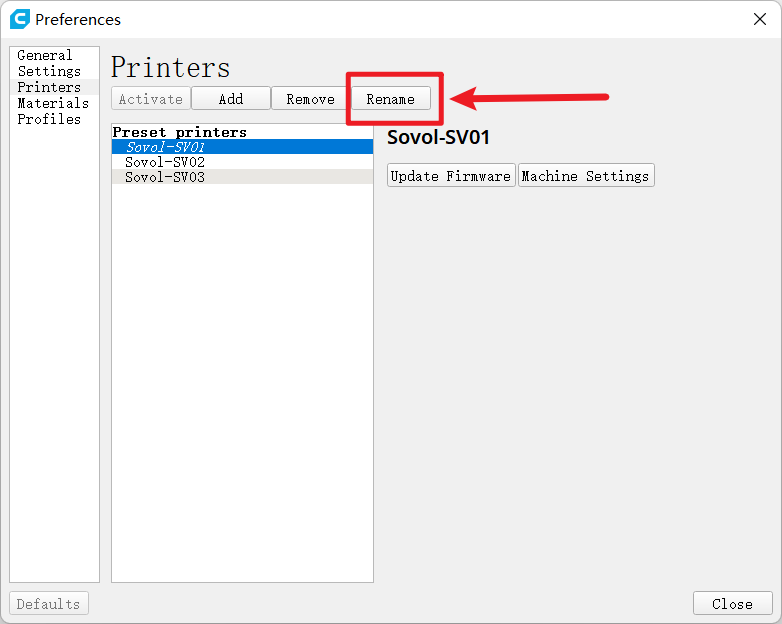 Preferences
General
Settings
Printers
Materials
Profiles
Printers
Activate Add Remove Rename
Preset printers
Sovol-SV01
Sovol-SV02
Sovol-SV03
Sovol-SV01
Update Firmware Machine Settings
Defaults
Close